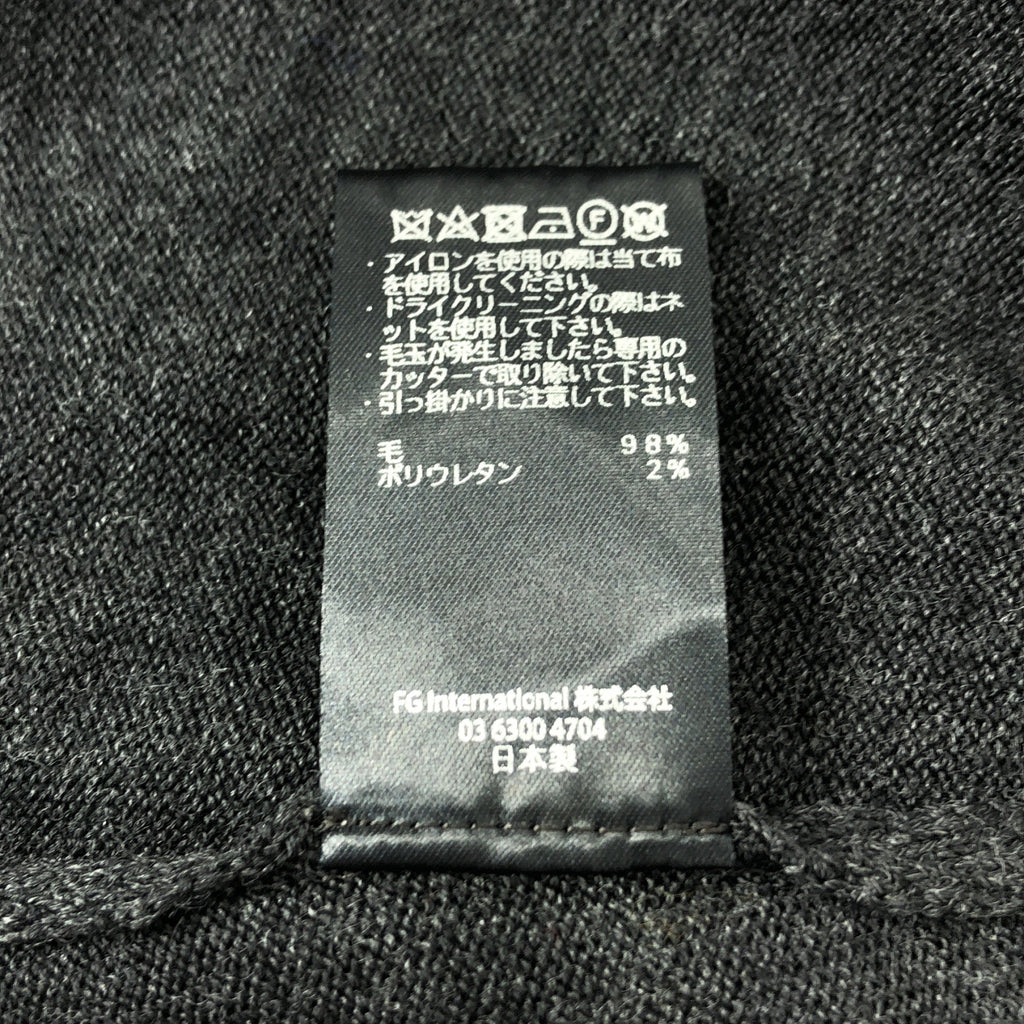 F W
・アイロンを使用の際は当て布
を使用してください。
・ドライクリーニングの際はネ
ットを使用して下さい。
・毛玉が発生しましたら専用の
カッターで取り除いて下さい。
・引っ掛かりに注意して下さい。
毛 98%
ポリウレタン 2%
FG International 株式会社
03 6300 4704
日本製